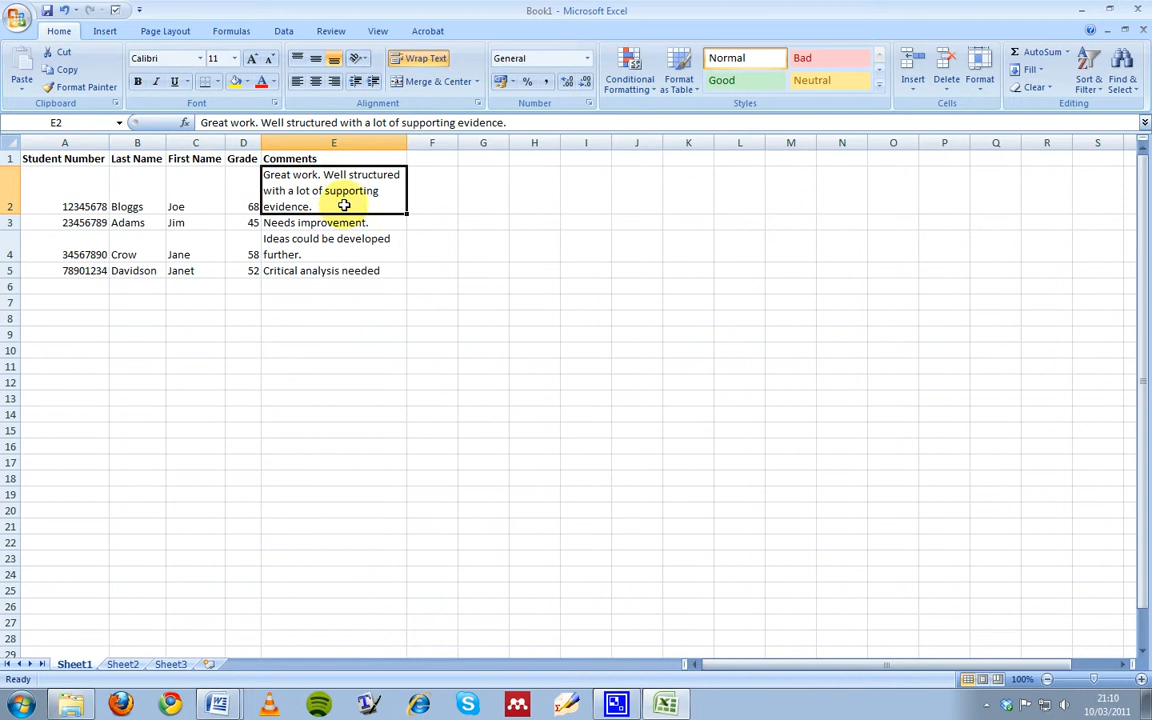 Book1 - Microsoft Excel
Home Insert Page Layout Formulas Data Review View Acrobat
Paste
Cut
Copy
Format Painter
Clipboard
Calibri 11
B I U
Font
Wrap Text
Merge & Center
Alignment
General
Number
Conditional Formatting
Format as Table
Normal Bad
Good Neutral
Styles
Insert Delete Format
Cells
AutoSum
Fill
Clear
Sort & Filter
Find & Select
Editing
E2 fx Great work. Well structured with a lot of supporting evidence.
A B C D E F G H I J K L M N O P Q R S
1 Student Number Last Name First Name Grade Comments
Great work. Well structured
with a lot of supporting
2 12345678 Bloggs Joe 68 evidence.
3 23456789 Adams Jim 45 Needs improvement.
Ideas could be developed
4 34567890 Crow Jane 58 further.
5 78901234 Davidson Janet 52 Critical analysis needed
6
7
8
9
10
11
12
13
14
15
16
17
18
19
20
21
22
23
24
25
26
27
28
29
Sheet1 Sheet2 Sheet3
Ready 100%
21:10
10/03/2011